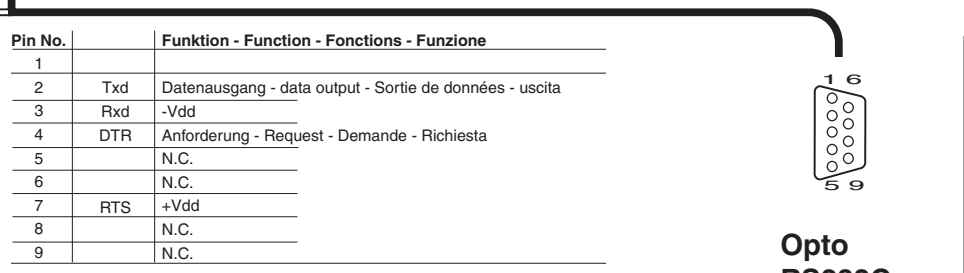 Pin No. Funktion - Function - Fonctions - Funzione
1
2 Txd Datenausgang - data output - Sortie de données - uscita
3 Rxd -Vdd
4 DTR Anforderung - Request - Demande - Richiesta
5 N.C.
6 N.C.
7 RTS +Vdd
8 N.C.
9 N.C.
1 6
5 9
Opto